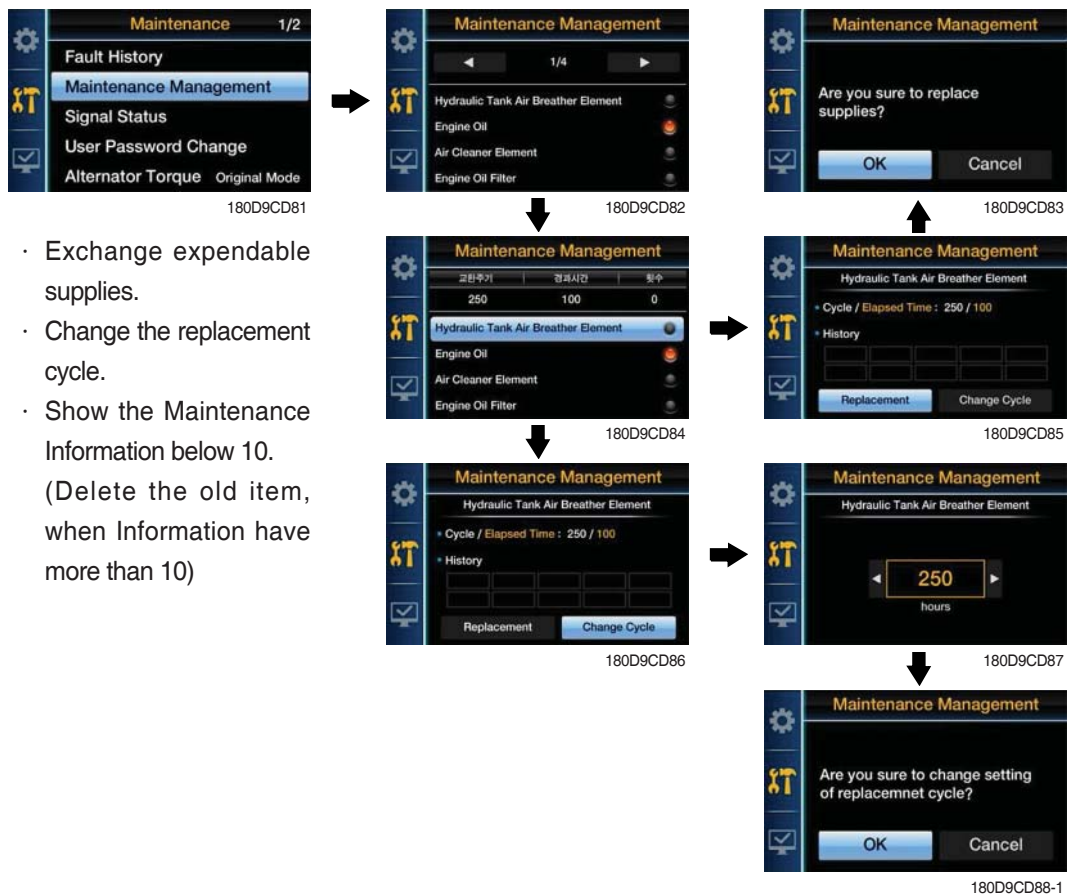 Maintenance 1/2
Fault History
Maintenance Management
Signal Status
User Password Change
Alternator Torque Original Mode
180D9CD81
· Exchange expendable
supplies.
· Change the replacement
cycle.
· Show the Maintenance
Information below 10.
(Delete the old item,
when Information have
more than 10)
Maintenance Management
◀ 1/4 ▶
Hydraulic Tank Air Breather Element
Engine Oil
Air Cleaner Element
Engine Oil Filter
180D9CD82
Maintenance Management
Are you sure to replace
supplies?
OK Cancel
180D9CD83
Maintenance Management
교환주기 경과시간 횟수
250 100 0
Hydraulic Tank Air Breather Element
Engine Oil
Air Cleaner Element
Engine Oil Filter
180D9CD84
Maintenance Management
Hydraulic Tank Air Breather Element
• Cycle / Elapsed Time : 250 / 100
• History
Replacement Change Cycle
180D9CD85
Maintenance Management
Hydraulic Tank Air Breather Element
• Cycle / Elapsed Time : 250 / 100
• History
Replacement Change Cycle
180D9CD86
Maintenance Management
Hydraulic Tank Air Breather Element
◀ 250 ▶
hours
180D9CD87
Maintenance Management
Are you sure to change setting
of replacemnet cycle?
OK Cancel
180D9CD88-1